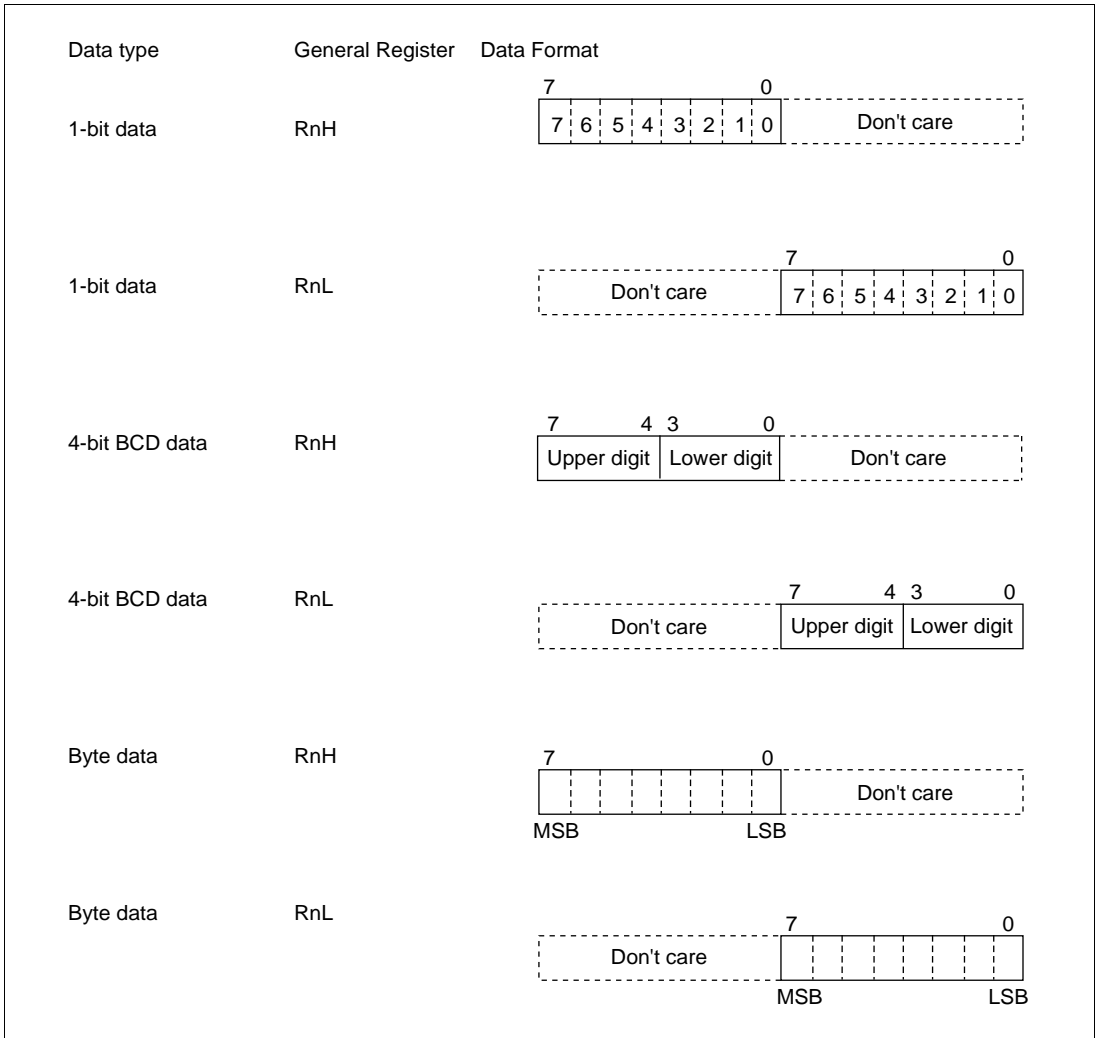 Data type General Register Data Format
7 0
1-bit data RnH 7 6 5 4 3 2 1 0 Don't care
7 0
1-bit data RnL Don't care 7 6 5 4 3 2 1 0
7 4 3 0
4-bit BCD data RnH Upper digit Lower digit Don't care
7 4 3 0
4-bit BCD data RnL Don't care Upper digit Lower digit
7 0
Byte data RnH Don't care
MSB LSB
7 0
Byte data RnL Don't care
MSB LSB